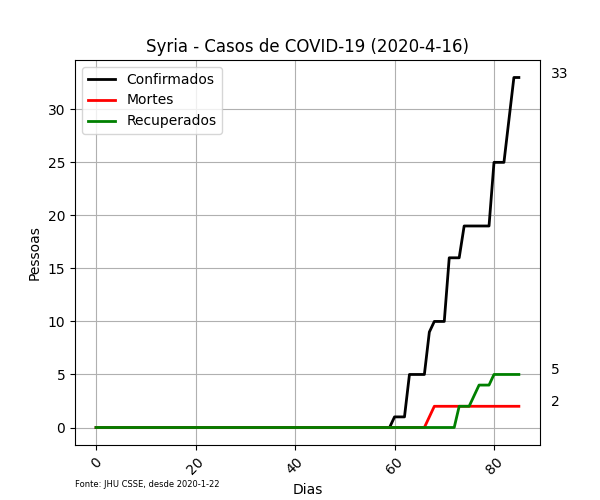 Syria - Casos de COVID-19 (2020-4-16)
Confirmados
Mortes
Recuperados
33
30
25
20
15
10
5
0
5
2
Pessoas
0 20 40 60 80
Dias
Fonte: JHU CSSE, desde 2020-1-22